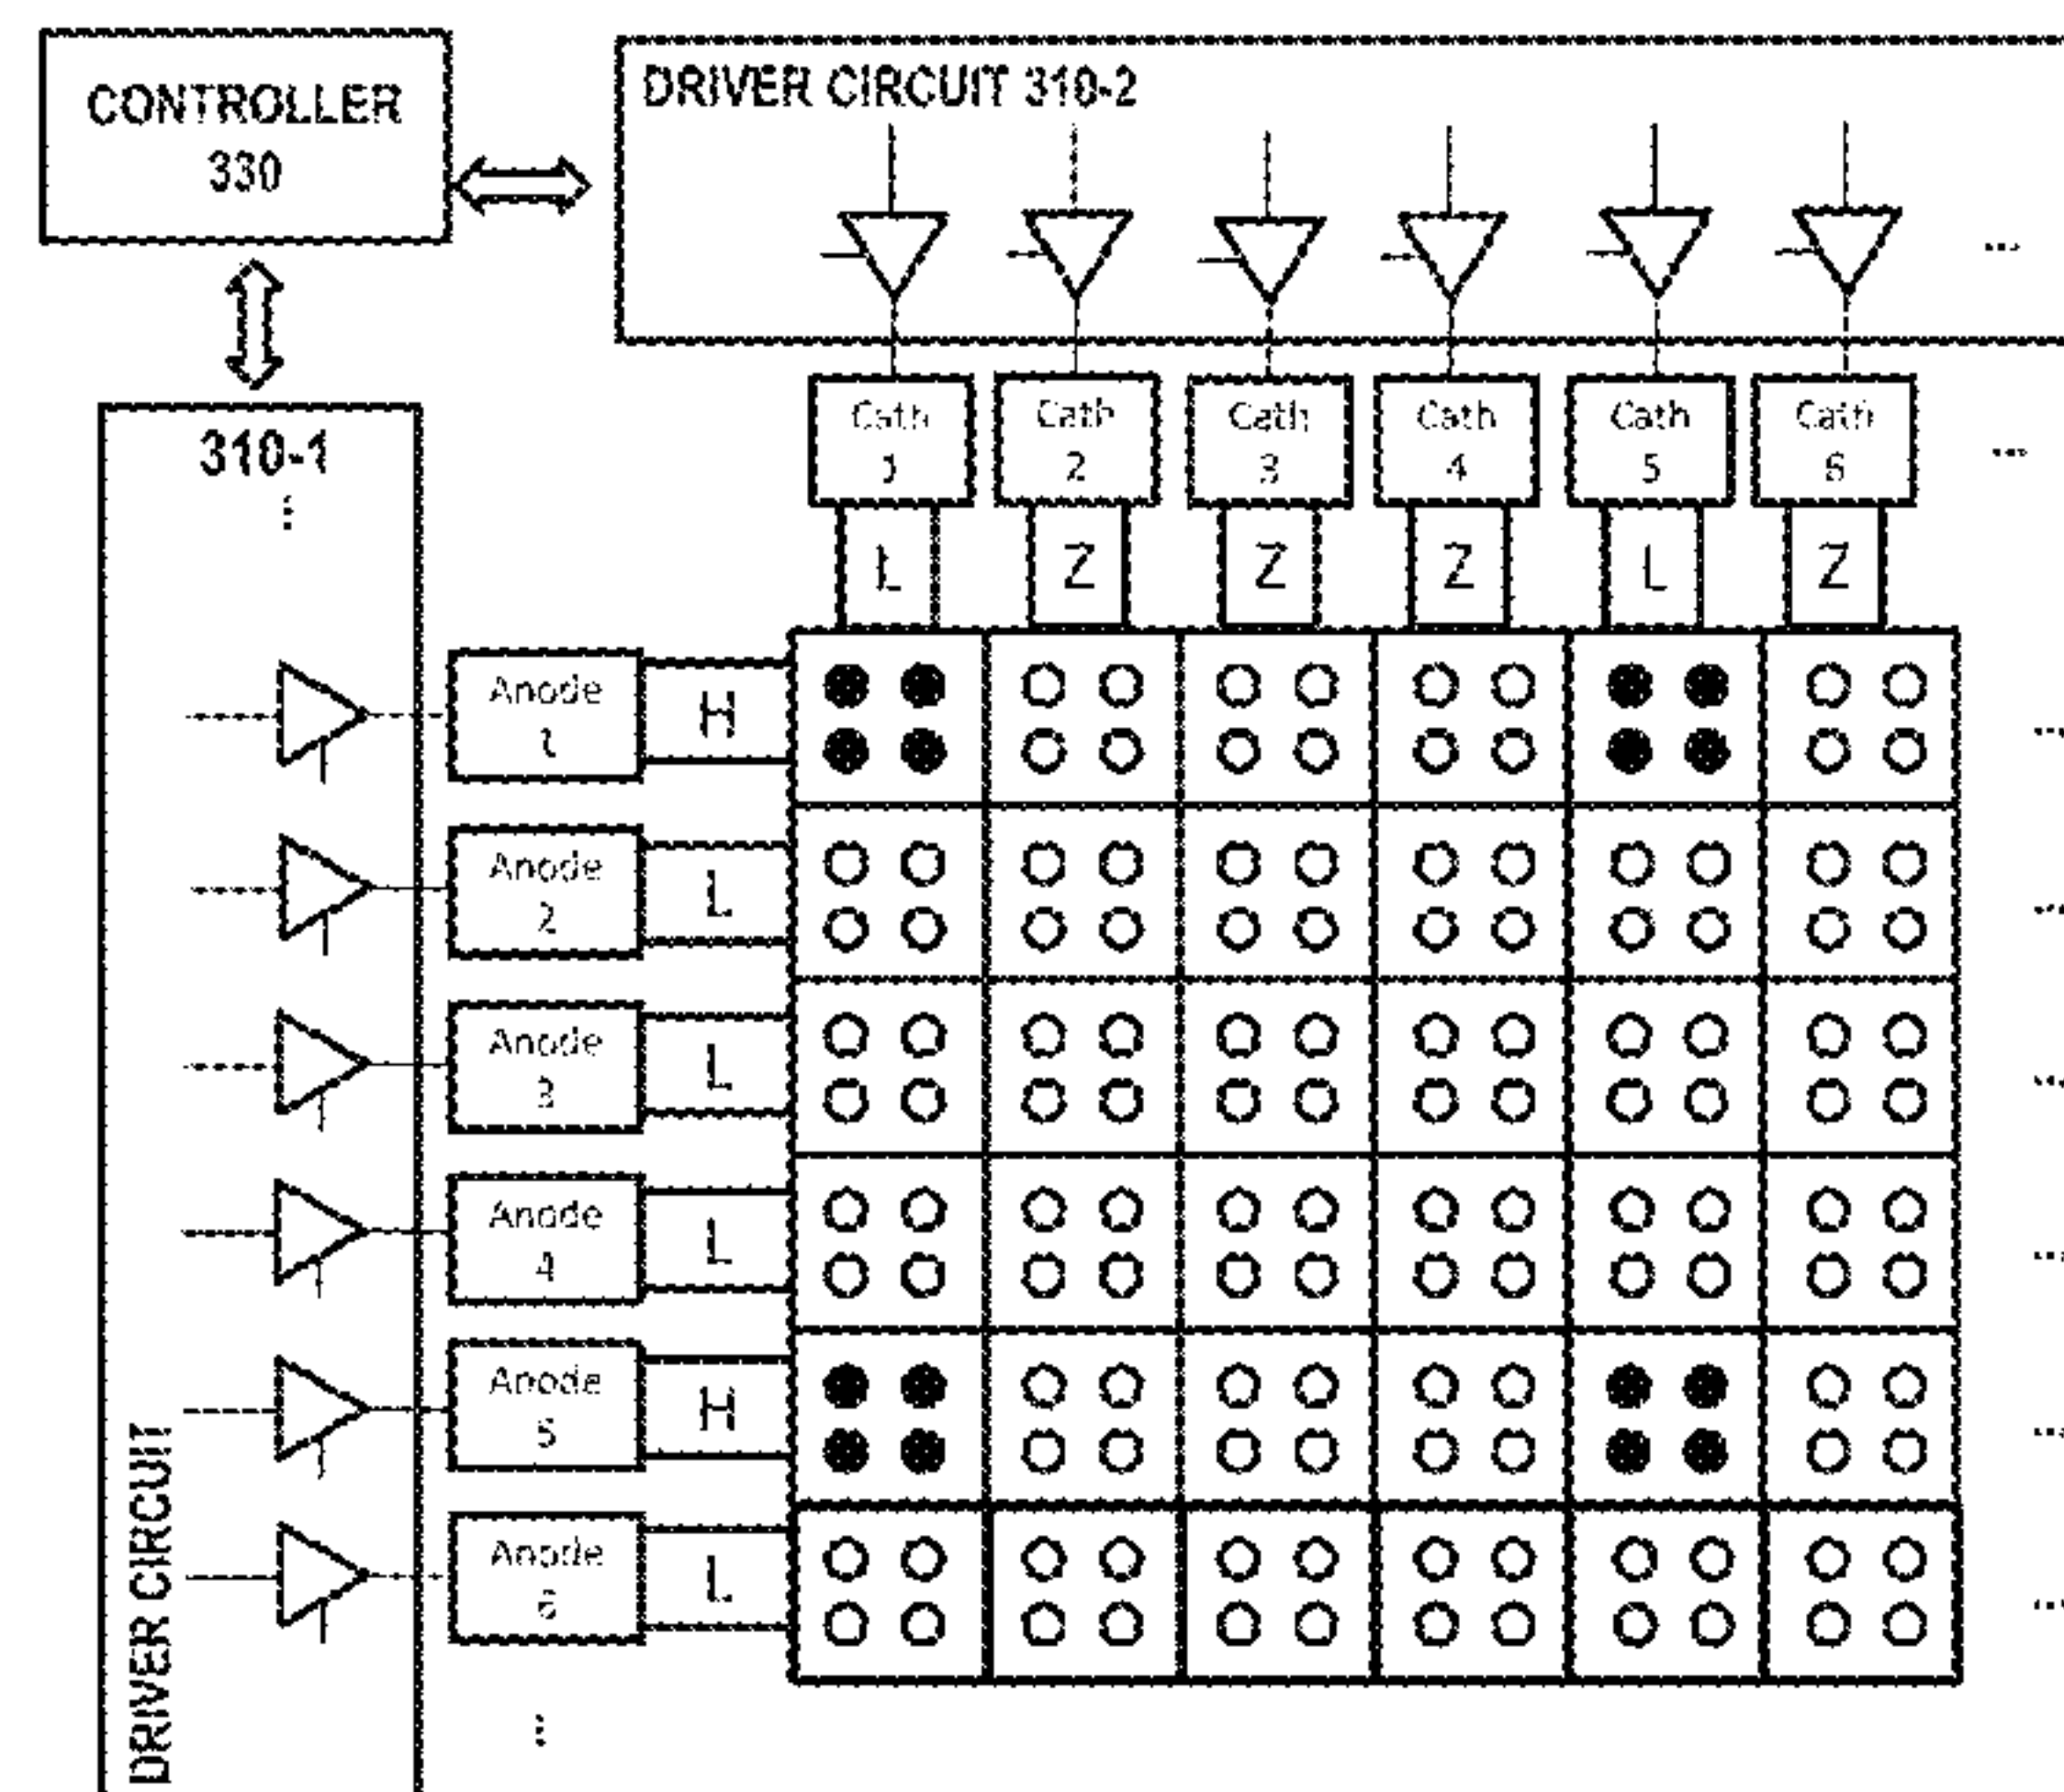 CONTROLLER
330
DRIVER CIRCUIT 310-2
...
310-1
...
Cath
1
Cath
2
Cath
3
Cath
4
Cath
5
Cath
6
...
L
Z
Z
Z
L
Z
Anode
1
H
...
Anode
2
L
...
Anode
3
L
...
Anode
4
L
...
Anode
5
H
...
Anode
6
L
...
...
DRIVER CIRCUIT